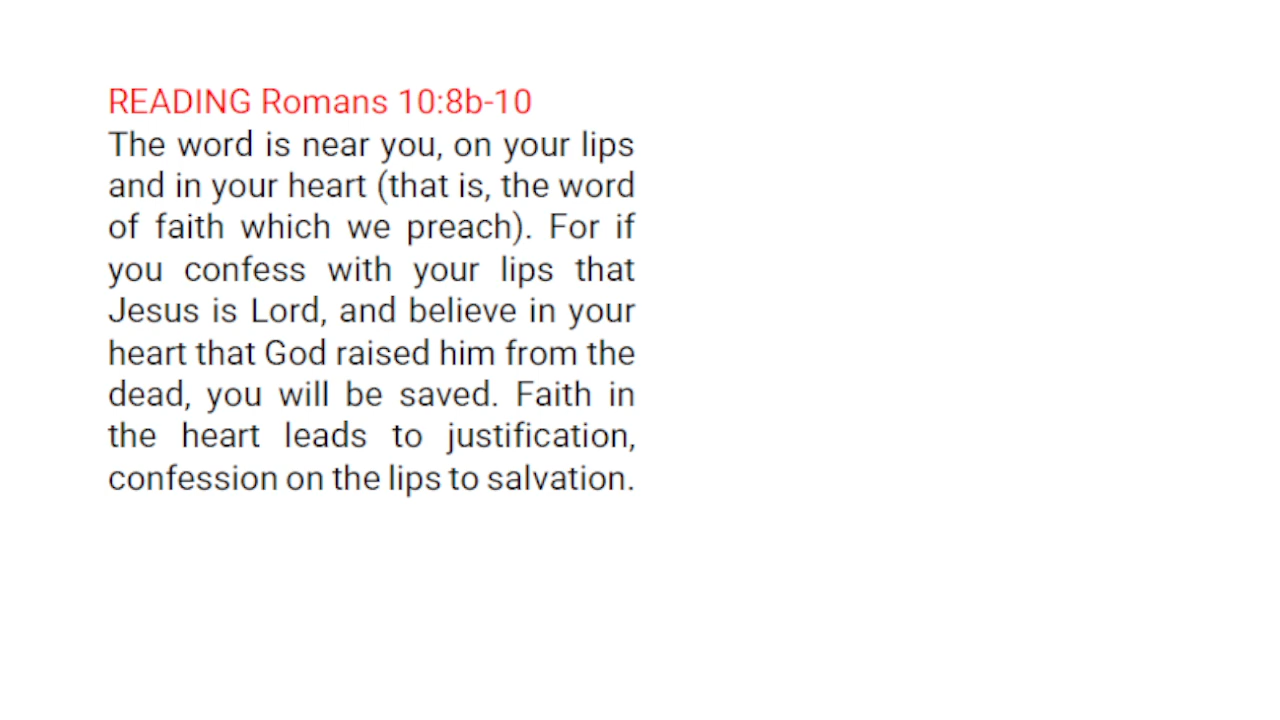 READING Romans 10:8b-10
The word is near you, on your lips
and in your heart (that is, the word
of faith which we preach). For if
you confess with your lips that
Jesus is Lord, and believe in your
heart that God raised him from the
dead, you will be saved. Faith in
the heart leads to justification,
confession on the lips to salvation.